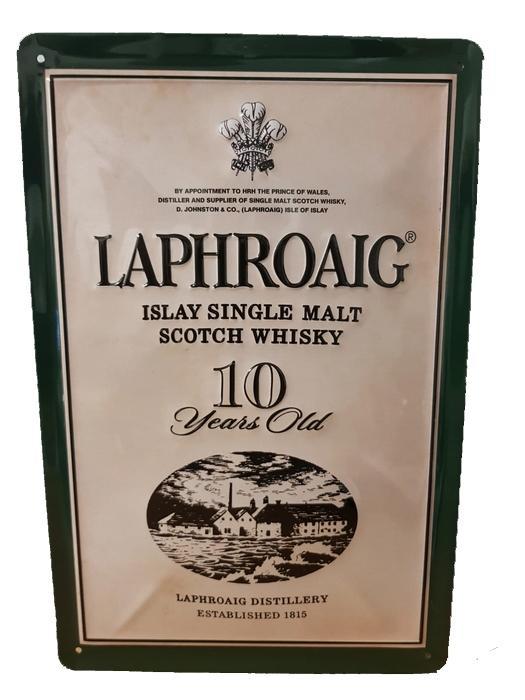 BY APPOINTMENT TO HRH THE PRINCE OF WALES,
DISTILLER AND SUPPLIER OF SINGLE MALT SCOTCH WHISKY,
D. JOHNSTON & CO., (LAPHROAIG) ISLE OF ISLAY
LAPHROAIG®
ISLAY SINGLE MALT
SCOTCH WHISKY
10
Years Old
LAPHROAIG DISTILLERY
ESTABLISHED 1815